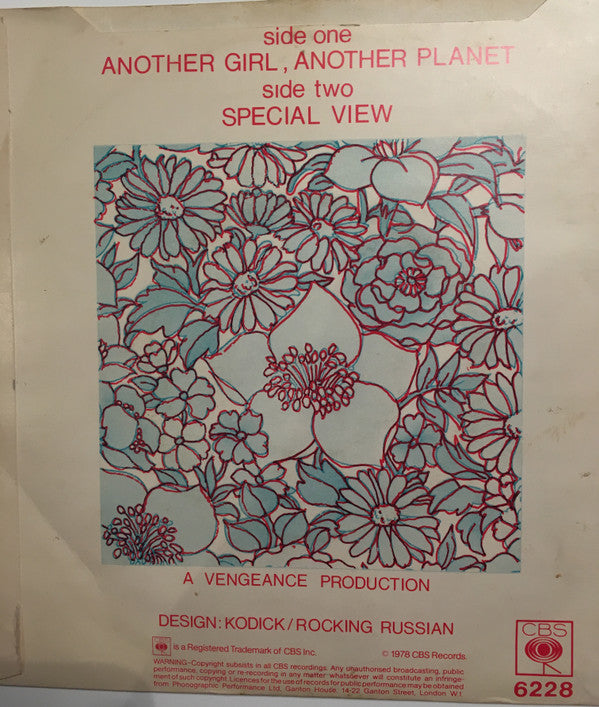 side one
ANOTHER GIRL, ANOTHER PLANET
side two
SPECIAL VIEW
A VENGEANCE PRODUCTION
DESIGN: KODICK/ROCKING RUSSIAN
CBS is a Registered Trademark of CBS Inc. © 1978 CBS Records.
WARNING-Copyright subsists in all CBS recordings. Any unauthorised broadcasting, public
performance, copying or re-recording in any matter whatsoever will constitute an infringe-
ment of such copyright. Licences for the use of records for public performance may be obtained
from: Phonographic Performance Ltd, Ganton House, 14-22 Ganton Street, London W.1.
CBS
6228